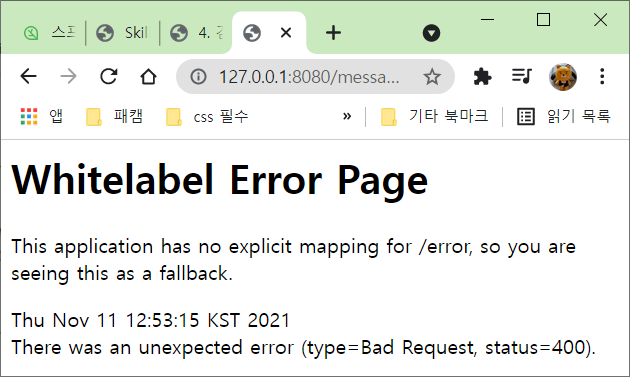 스프 Skil 4. 김
127.0.0.1:8080/messa...
앱 패캠 css 필수 » 기타 북마크 읽기 목록
Whitelabel Error Page
This application has no explicit mapping for /error, so you are
seeing this as a fallback.
Thu Nov 11 12:53:15 KST 2021
There was an unexpected error (type=Bad Request, status=400).